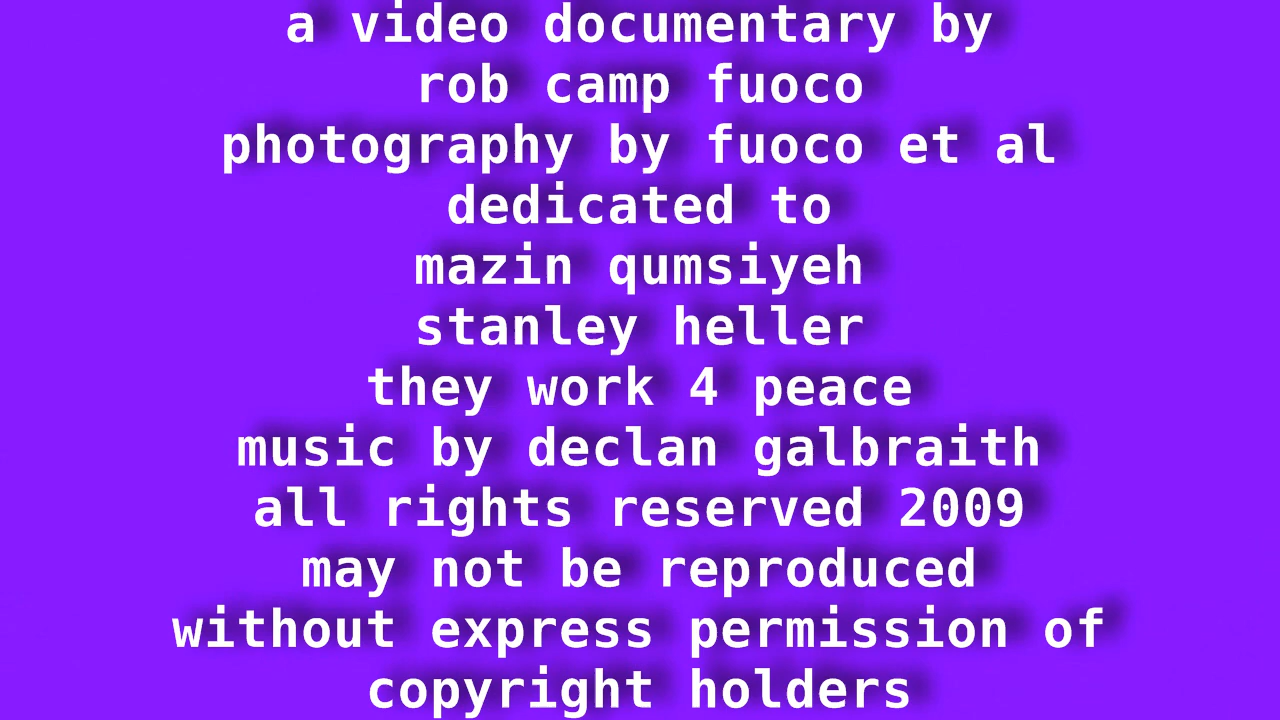 a video documentary by
rob camp fuoco
photography by fuoco et al
dedicated to
mazin qumsiyeh
stanley heller
they work 4 peace
music by declan galbraith
all rights reserved 2009
may not be reproduced
without express permission of
copyright holders